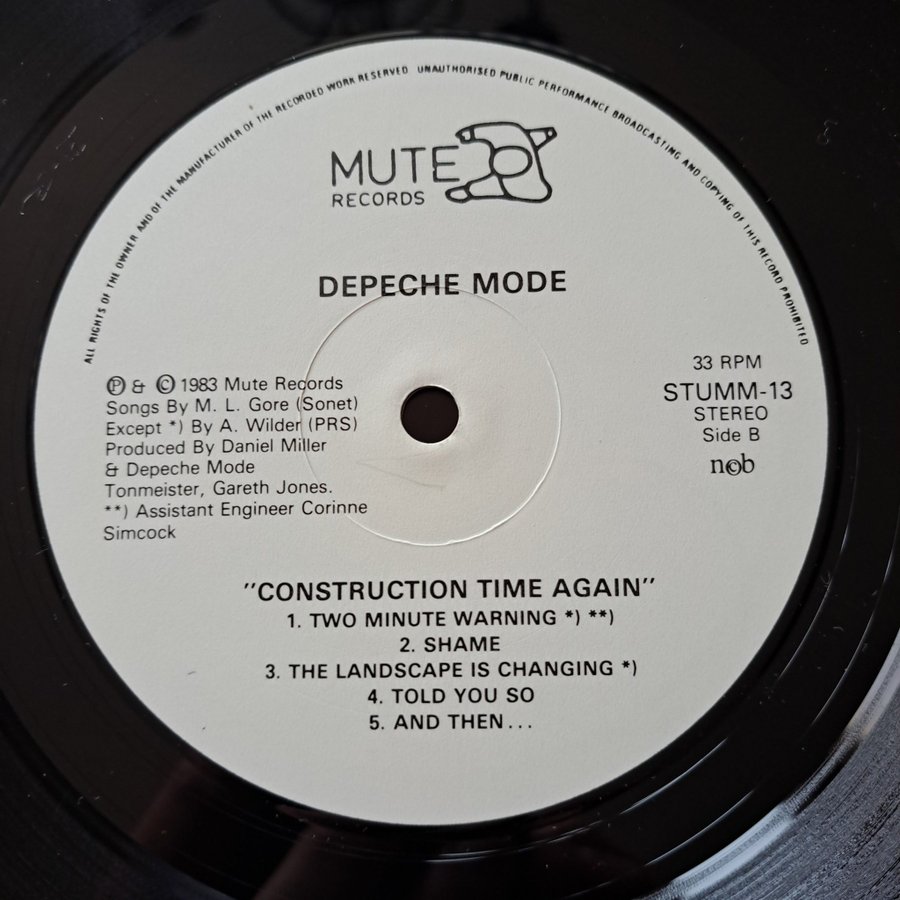 ALL RIGHTS OF THE OWNER AND OF THE MANUFACTURER OF THE RECORDED WORK RESERVED UNAUTHORISED PUBLIC PERFORMANCE BROADCASTING AND COPYING OF THIS RECORD PROHIBITED
MUTE
RECORDS
DEPECHE MODE
℗ & © 1983 Mute Records
Songs By M. L. Gore (Sonet)
Except *) By A. Wilder (PRS)
Produced By Daniel Miller
& Depeche Mode
Tonmeister, Gareth Jones.
**) Assistant Engineer Corinne
Simcock
33 RPM
STUMM-13
STEREO
Side B
n©b
"CONSTRUCTION TIME AGAIN"
1. TWO MINUTE WARNING *) **)
2. SHAME
3. THE LANDSCAPE IS CHANGING *)
4. TOLD YOU SO
5. AND THEN...